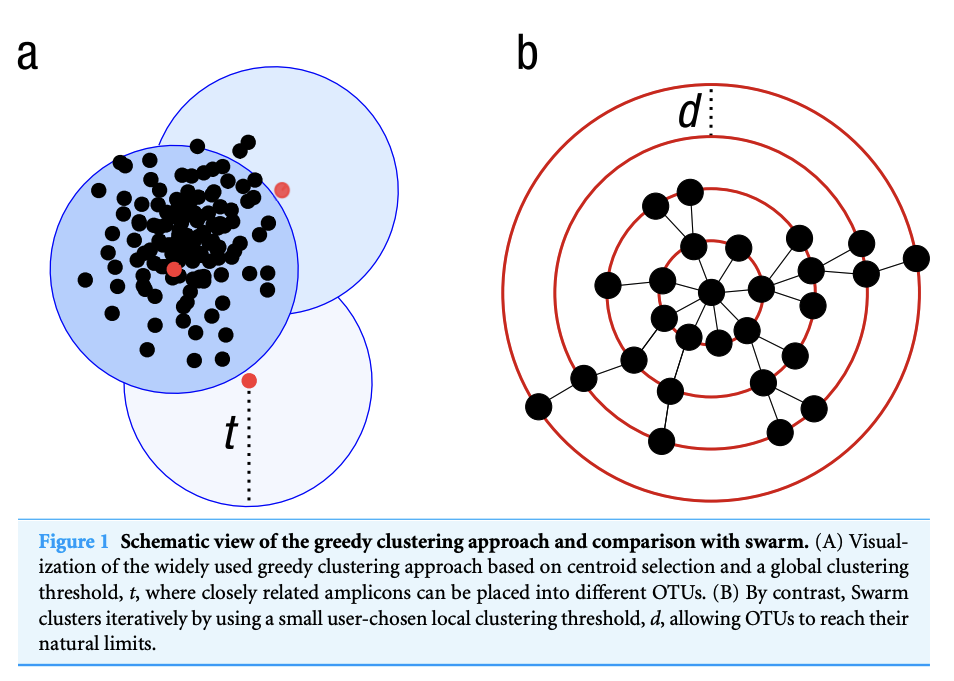 a
b
d
t
Figure 1 Schematic view of the greedy clustering approach and comparison with swarm. (A) Visual-
ization of the widely used greedy clustering approach based on centroid selection and a global clustering
threshold, t, where closely related amplicons can be placed into different OTUs. (B) By contrast, Swarm
clusters iteratively by using a small user-chosen local clustering threshold, d, allowing OTUs to reach their
natural limits.